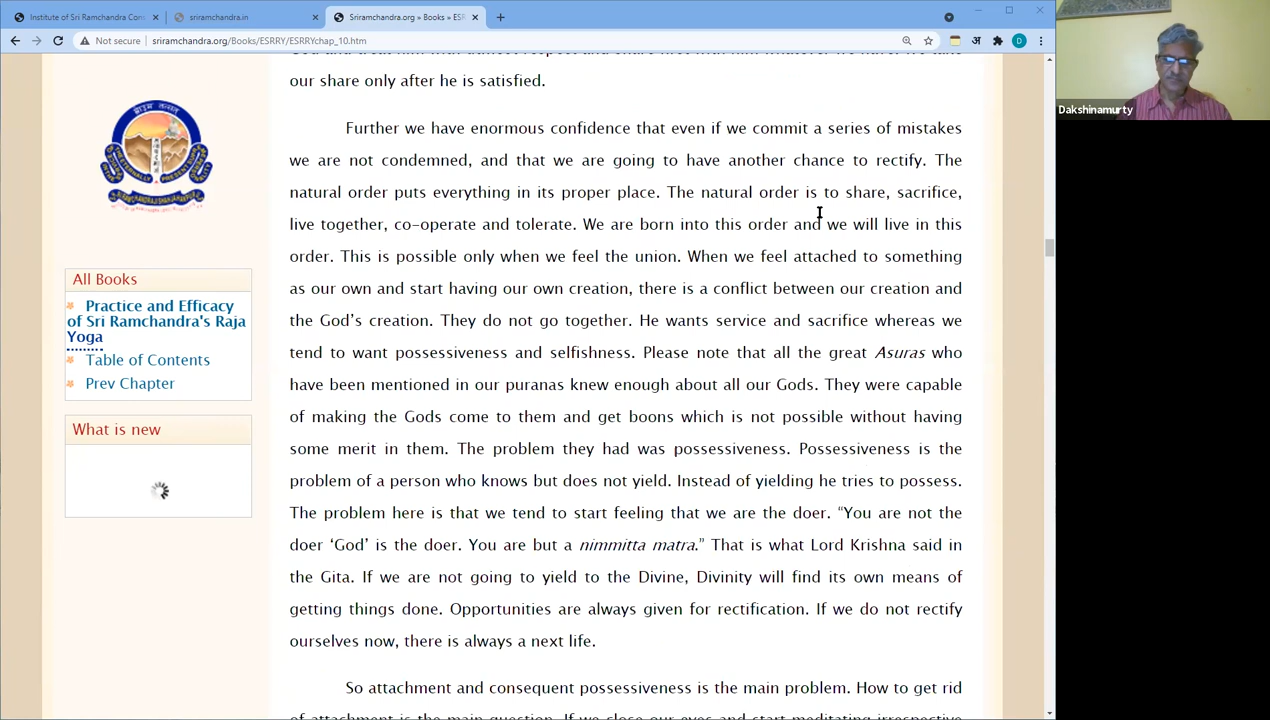 Institute of Sri Ramchandra Con
sriramchandra.in
Sriramchandra.org » Books » ESR
Not secure
sriramchandra.org/Books/ESRRY/ESRRYchap_10.htm
अ
D
Dakshinamurty
our share only after he is satisfied.
Further we have enormous confidence that even if we commit a series of mistakes
we are not condemned, and that we are going to have another chance to rectify. The
natural order puts everything in its proper place. The natural order is to share, sacrifice,
live together, co-operate and tolerate. We are born into this order and we will live in this
order. This is possible only when we feel the union. When we feel attached to something
as our own and start having our own creation, there is a conflict between our creation and
the God’s creation. They do not go together. He wants service and sacrifice whereas we
tend to want possessiveness and selfishness. Please note that all the great Asuras who
have been mentioned in our puranas knew enough about all our Gods. They were capable
of making the Gods come to them and get boons which is not possible without having
some merit in them. The problem they had was possessiveness. Possessiveness is the
problem of a person who knows but does not yield. Instead of yielding he tries to possess.
The problem here is that we tend to start feeling that we are the doer. “You are not the
doer ‘God’ is the doer. You are but a nimmitta matra.” That is what Lord Krishna said in
the Gita. If we are not going to yield to the Divine, Divinity will find its own means of
getting things done. Opportunities are always given for rectification. If we do not rectify
ourselves now, there is always a next life.
So attachment and consequent possessiveness is the main problem. How to get rid
of attachment is the main question. If we close our eyes and start meditating irrespective
All Books
Practice and Efficacy
of Sri Ramchandra's Raja
Yoga
Table of Contents
Prev Chapter
What is new